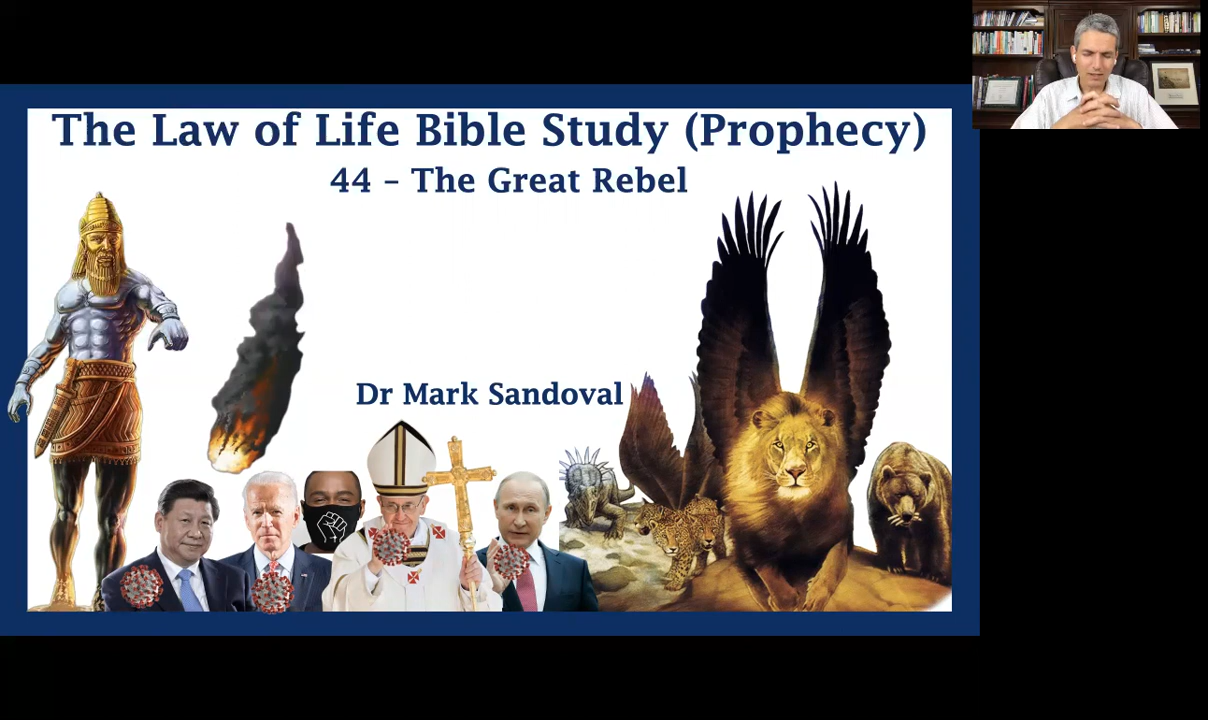 The Law of Life Bible Study (Prophecy)
44 – The Great Rebel
Dr Mark Sandoval